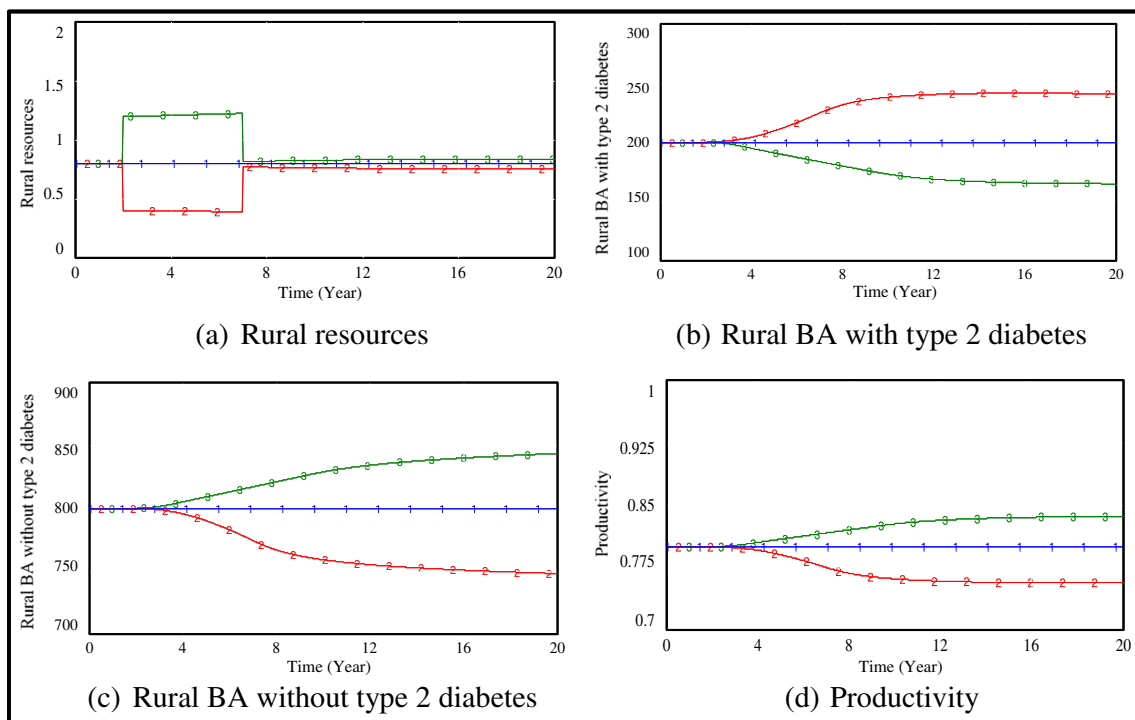 2
1.5
1
0.5
0
Rural resources
0 4 8 12 16 20
Time (Year)
(a) Rural resources
300
250
200
150
100
Rural BA with type 2 diabetes
0 4 8 12 16 20
Time (Year)
(b) Rural BA with type 2 diabetes
900
850
800
750
700
Rural BA without type 2 diabetes
0 4 8 12 16 20
Time (Year)
(c) Rural BA without type 2 diabetes
1
0.925
0.85
0.775
0.7
Productivity
0 4 8 12 16 20
Time (Year)
(d) Productivity